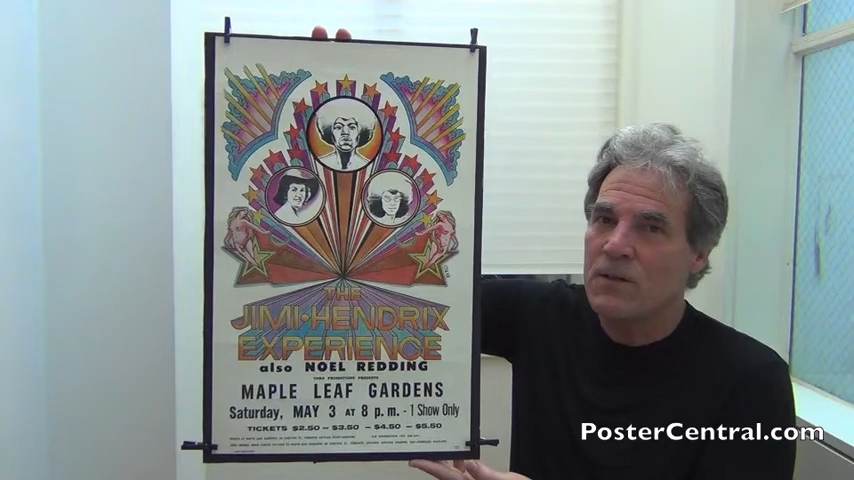 THE
JIMI·HENDRIX
EXPERIENCE
also NOEL REDDING
MAPLE LEAF GARDENS
Saturday, MAY 3 AT 8 p.m. - 1 Show Only
TICKETS $2.50 - $3.50 - $4.50 - $5.50
PosterCentral.com